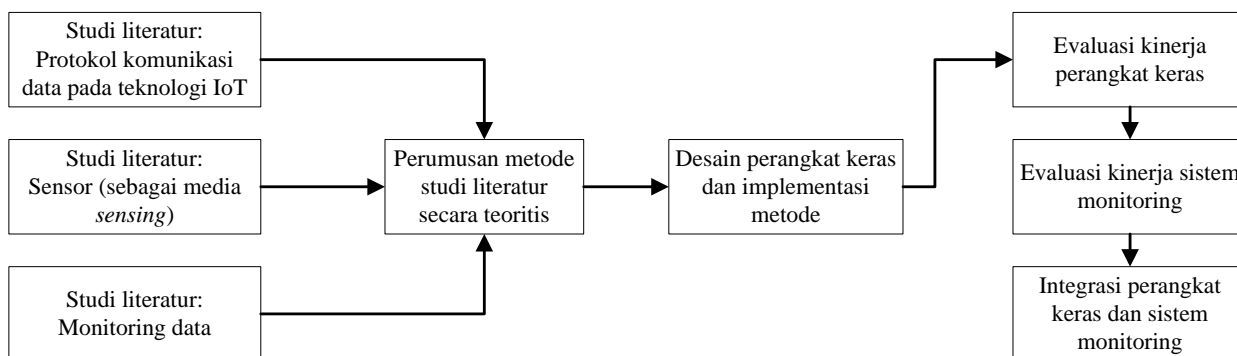 Studi literatur:
Protokol komunikasi
data pada teknologi IoT
Studi literatur:
Sensor (sebagai media
sensing)
Studi literatur:
Monitoring data
Perumusan metode
studi literatur
secara teoritis
Desain perangkat keras
dan implementasi
metode
Evaluasi kinerja
perangkat keras
Evaluasi kinerja sistem
monitoring
Integrasi perangkat
keras dan sistem
monitoring